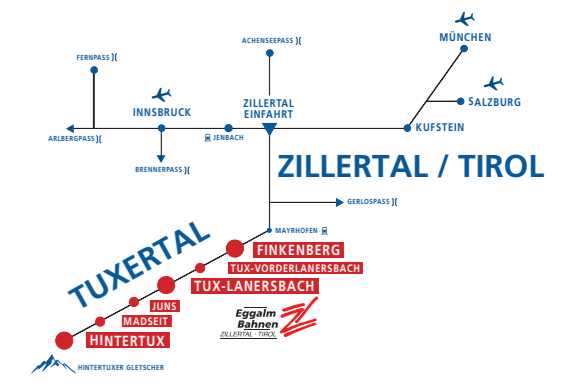 MÜNCHEN
ACHENSEEPASS
FERNPASS
ZILLERTAL
EINFAHRT
SALZBURG
INNSBRUCK
KUFSTEIN
ARLBERGPASS
JENBACH
BRENNERPASS
ZILLERTAL / TIROL
GERLOSPASS
MAYRHOFEN
TUXERTAL
FINKENBERG
TUX-VORDERLANERSBACH
TUX-LANERSBACH
JUNS
MADSEIT
HINTERTUX
Eggalm
Bahnen
ZILLERTAL · TIROL
HINTERTUXER GLETSCHER